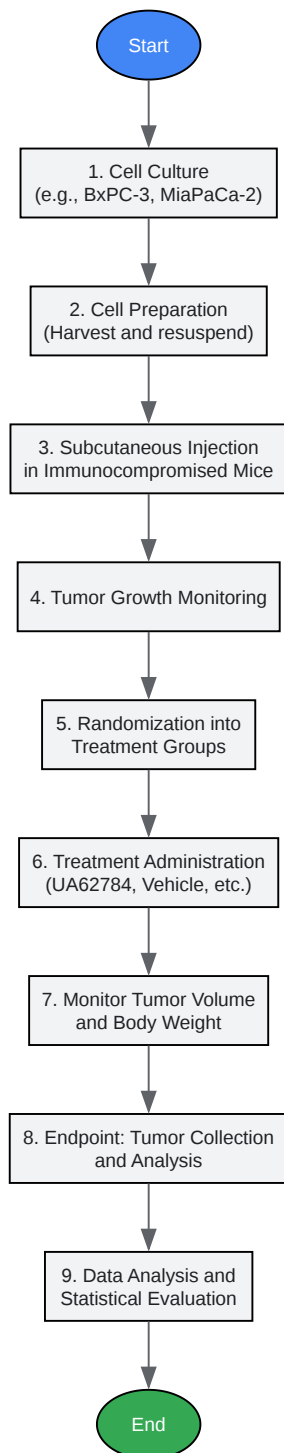 Start
1. Cell Culture
(e.g., BxPC-3, MiaPaCa-2)
2. Cell Preparation
(Harvest and resuspend)
3. Subcutaneous Injection
in Immunocompromised Mice
4. Tumor Growth Monitoring
5. Randomization into
Treatment Groups
6. Treatment Administration
(UA62784, Vehicle, etc.)
7. Monitor Tumor Volume
and Body Weight
8. Endpoint: Tumor Collection
and Analysis
9. Data Analysis and
Statistical Evaluation
End